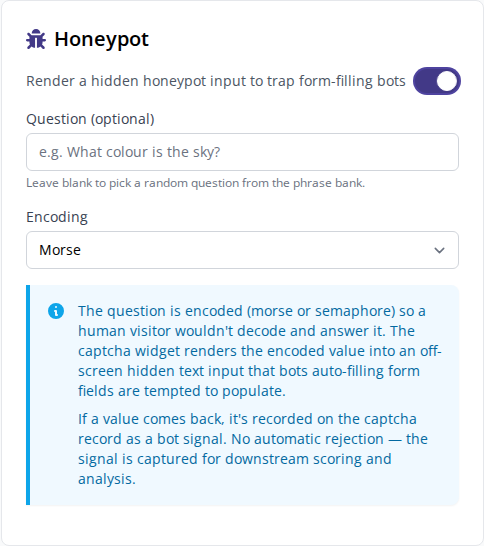 Honeypot
Render a hidden honeypot input to trap form-filling bots
Question (optional)
e.g. What colour is the sky?
Leave blank to pick a random question from the phrase bank.
Encoding
Morse
The question is encoded (morse or semaphore) so a
human visitor wouldn't decode and answer it. The
captcha widget renders the encoded value into an off-
screen hidden text input that bots auto-filling form
fields are tempted to populate.
If a value comes back, it's recorded on the captcha
record as a bot signal. No automatic rejection — the
signal is captured for downstream scoring and
analysis.